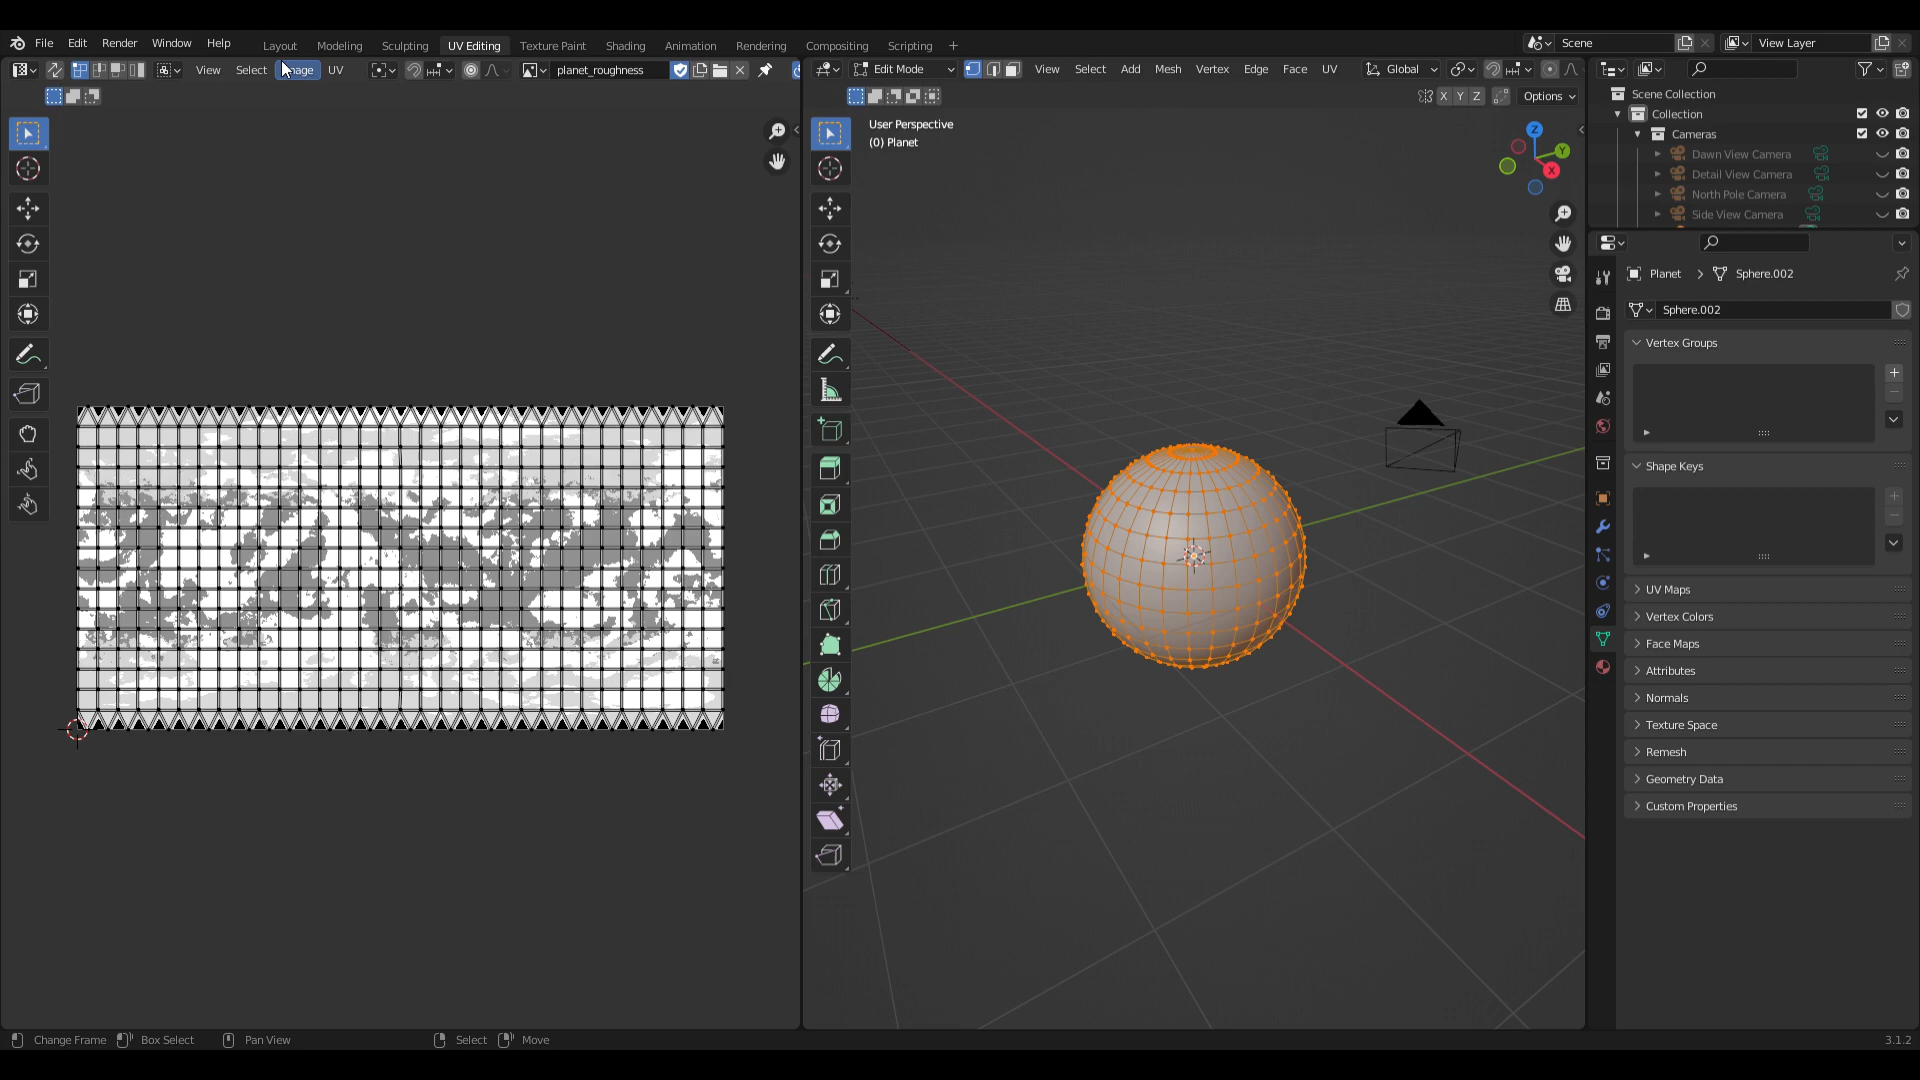 File Edit Render Window Help Layout Modeling Sculpting UV Editing Texture Paint Shading Animation Rendering Compositing Scripting + Scene View Layer
View Select Image UV planet_roughness Edit Mode View Select Add Mesh Vertex Edge Face UV Global
X Y Z Options
User Perspective
(0) Planet
Z
Y
X
Scene Collection
Collection
Cameras
Dawn View Camera
Detail View Camera
North Pole Camera
Side View Camera
Planet > Sphere.002
Sphere.002
Vertex Groups
Shape Keys
UV Maps
Vertex Colors
Face Maps
Attributes
Normals
Texture Space
Remesh
Geometry Data
Custom Properties
Change Frame Box Select Pan View Select Move 3.1.2